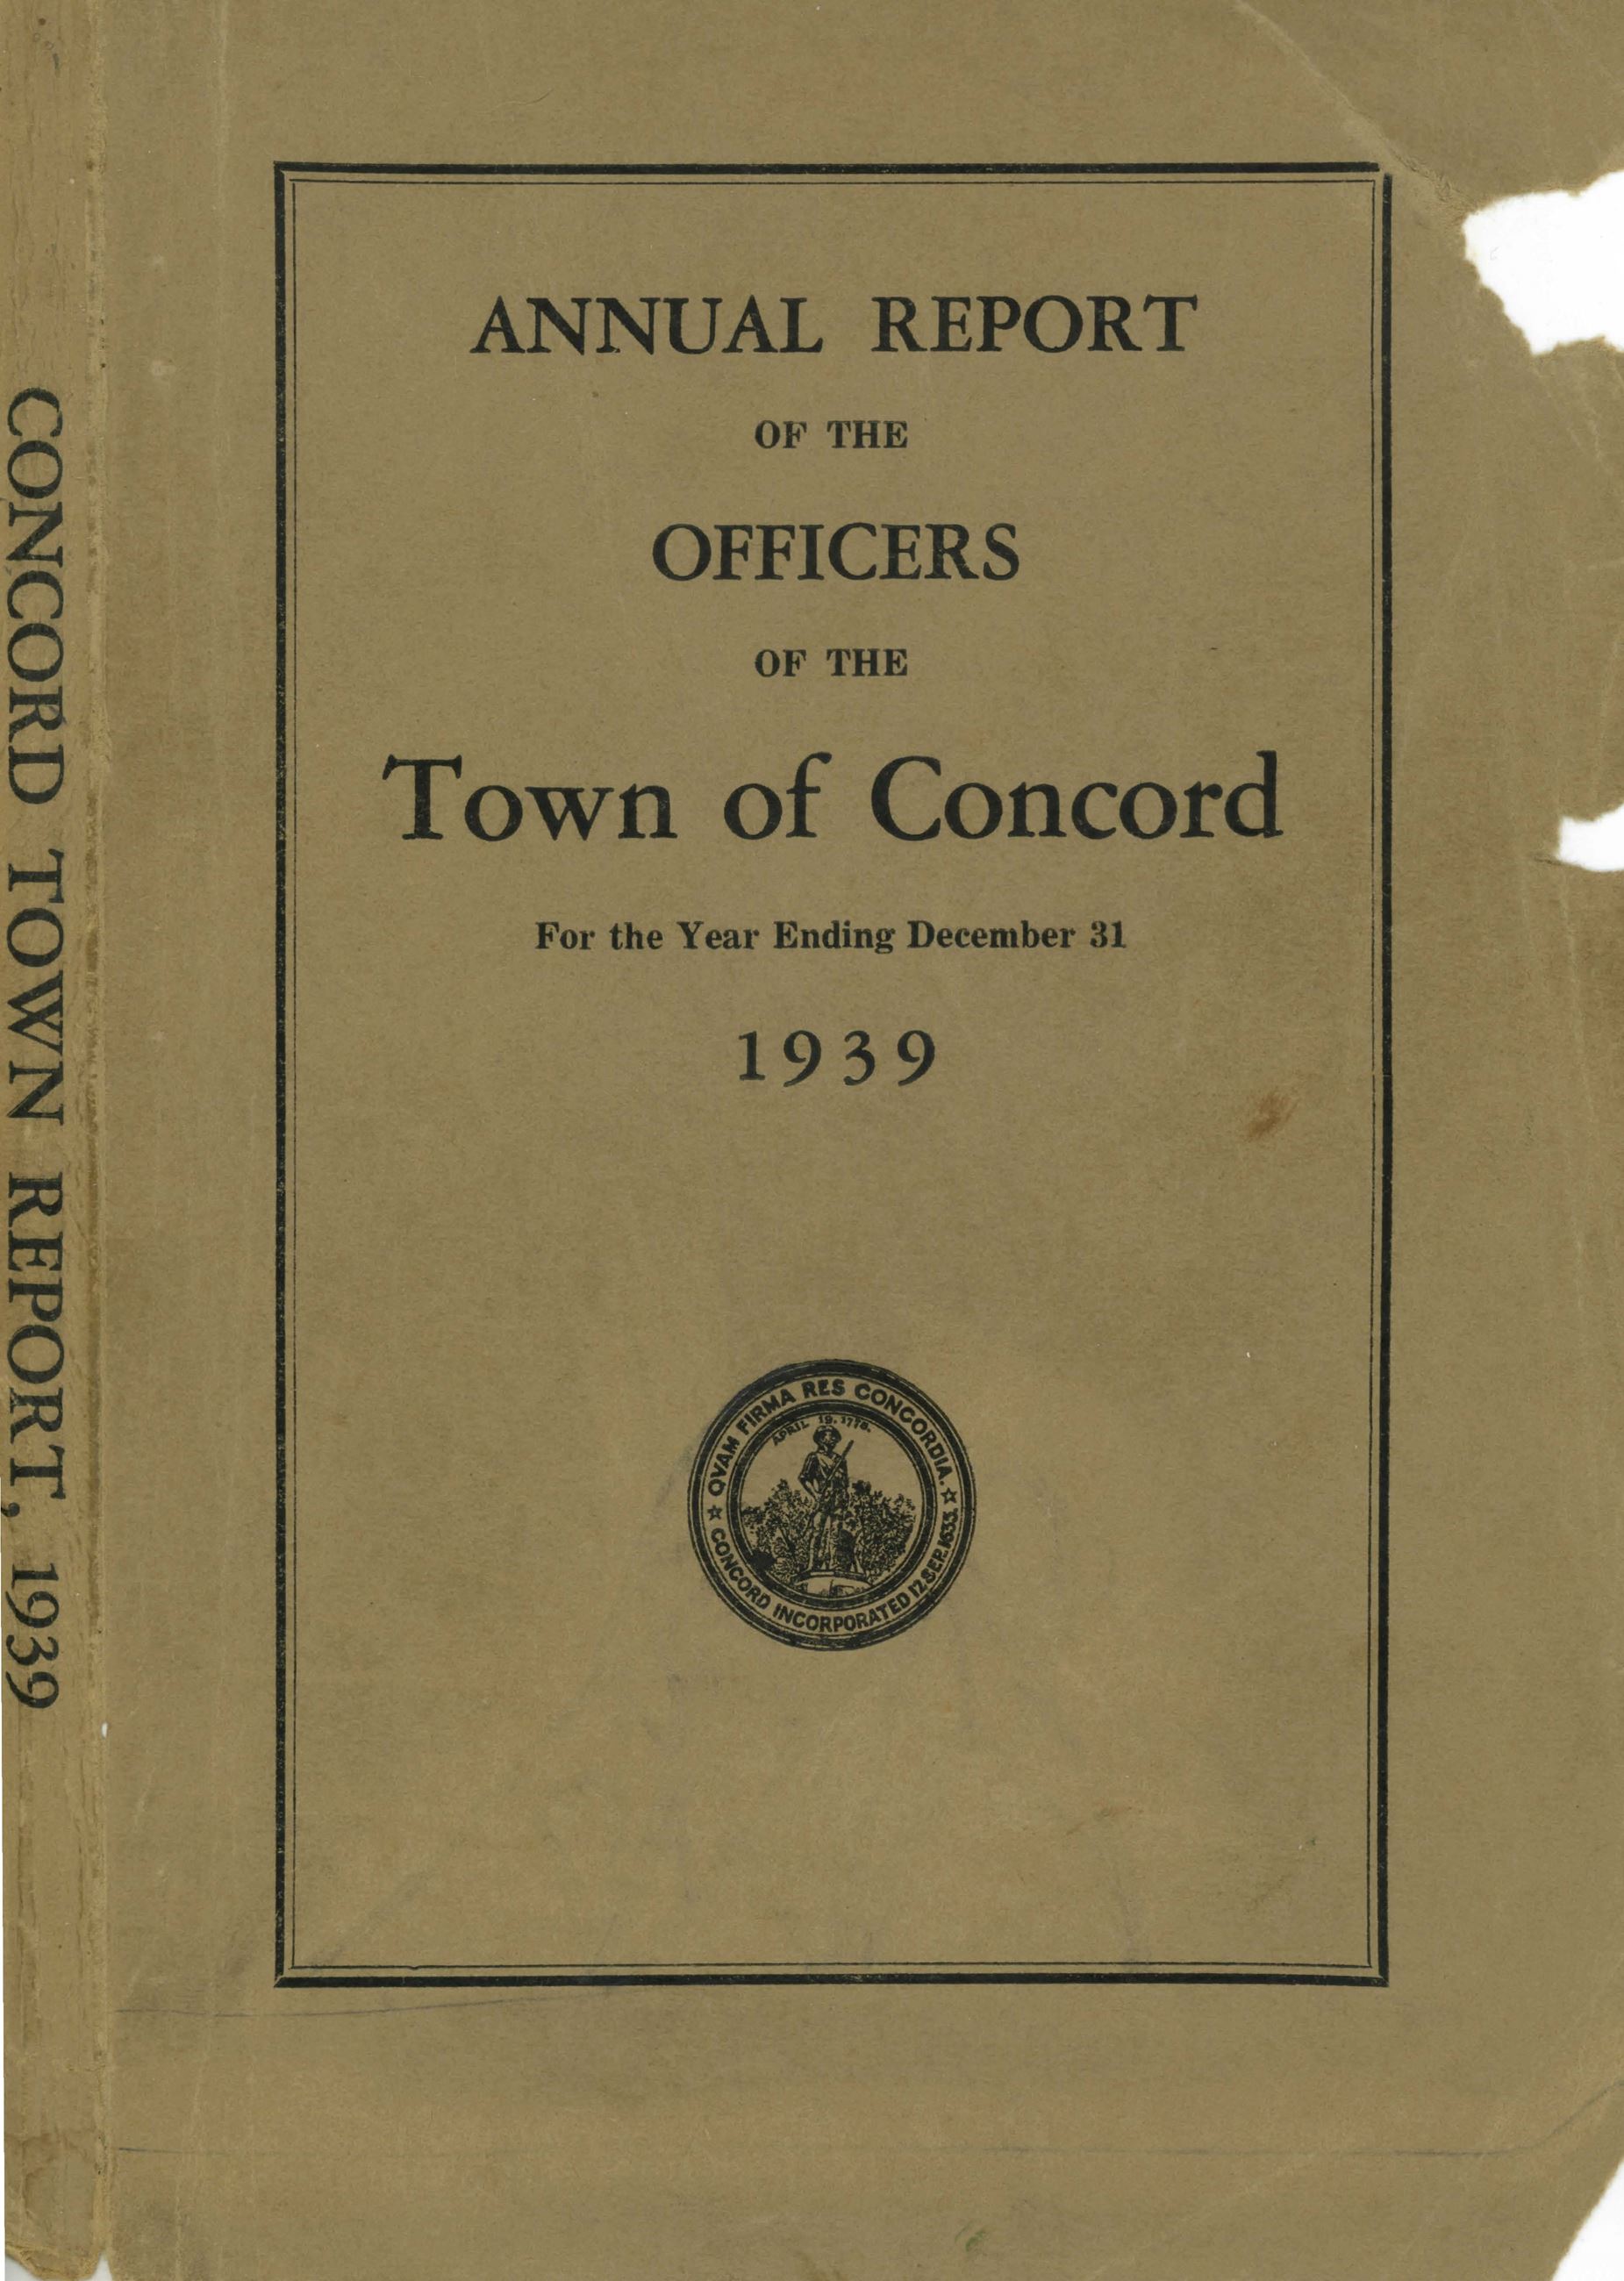 CONCORD TOWN REPORT, 1939
ANNUAL REPORT
OF THE
OFFICERS
OF THE
Town of Concord
For the Year Ending December 31
1939
QVAM FIRMA RES CONCORDIA.
APRIL 19. 1775.
CONCORD INCORPORATED 12 SEP. 1635.